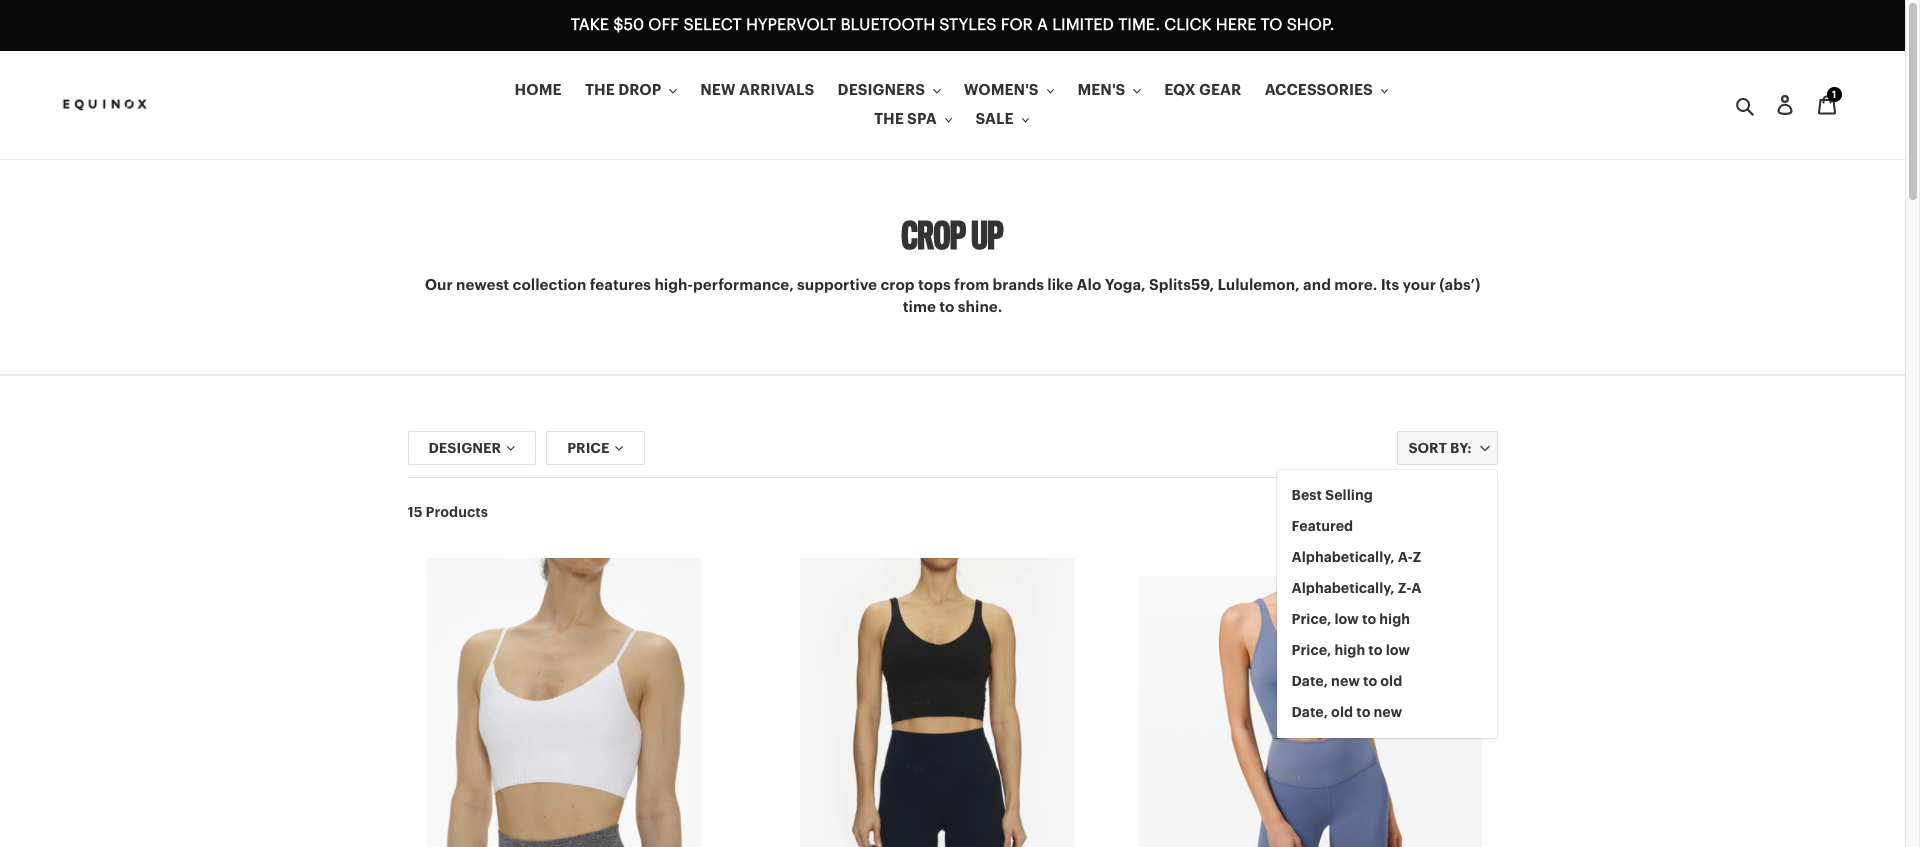 TAKE $50 OFF SELECT HYPERVOLT BLUETOOTH STYLES FOR A LIMITED TIME. CLICK HERE TO SHOP.
EQUINOX
HOME THE DROP NEW ARRIVALS DESIGNERS WOMEN'S MEN'S EQX GEAR ACCESSORIES
THE SPA SALE
1
CROP UP
Our newest collection features high-performance, supportive crop tops from brands like Alo Yoga, Splits59, Lululemon, and more. Its your (abs’)
time to shine.
DESIGNER PRICE SORT BY:
15 Products
Best Selling
Featured
Alphabetically, A-Z
Alphabetically, Z-A
Price, low to high
Price, high to low
Date, new to old
Date, old to new